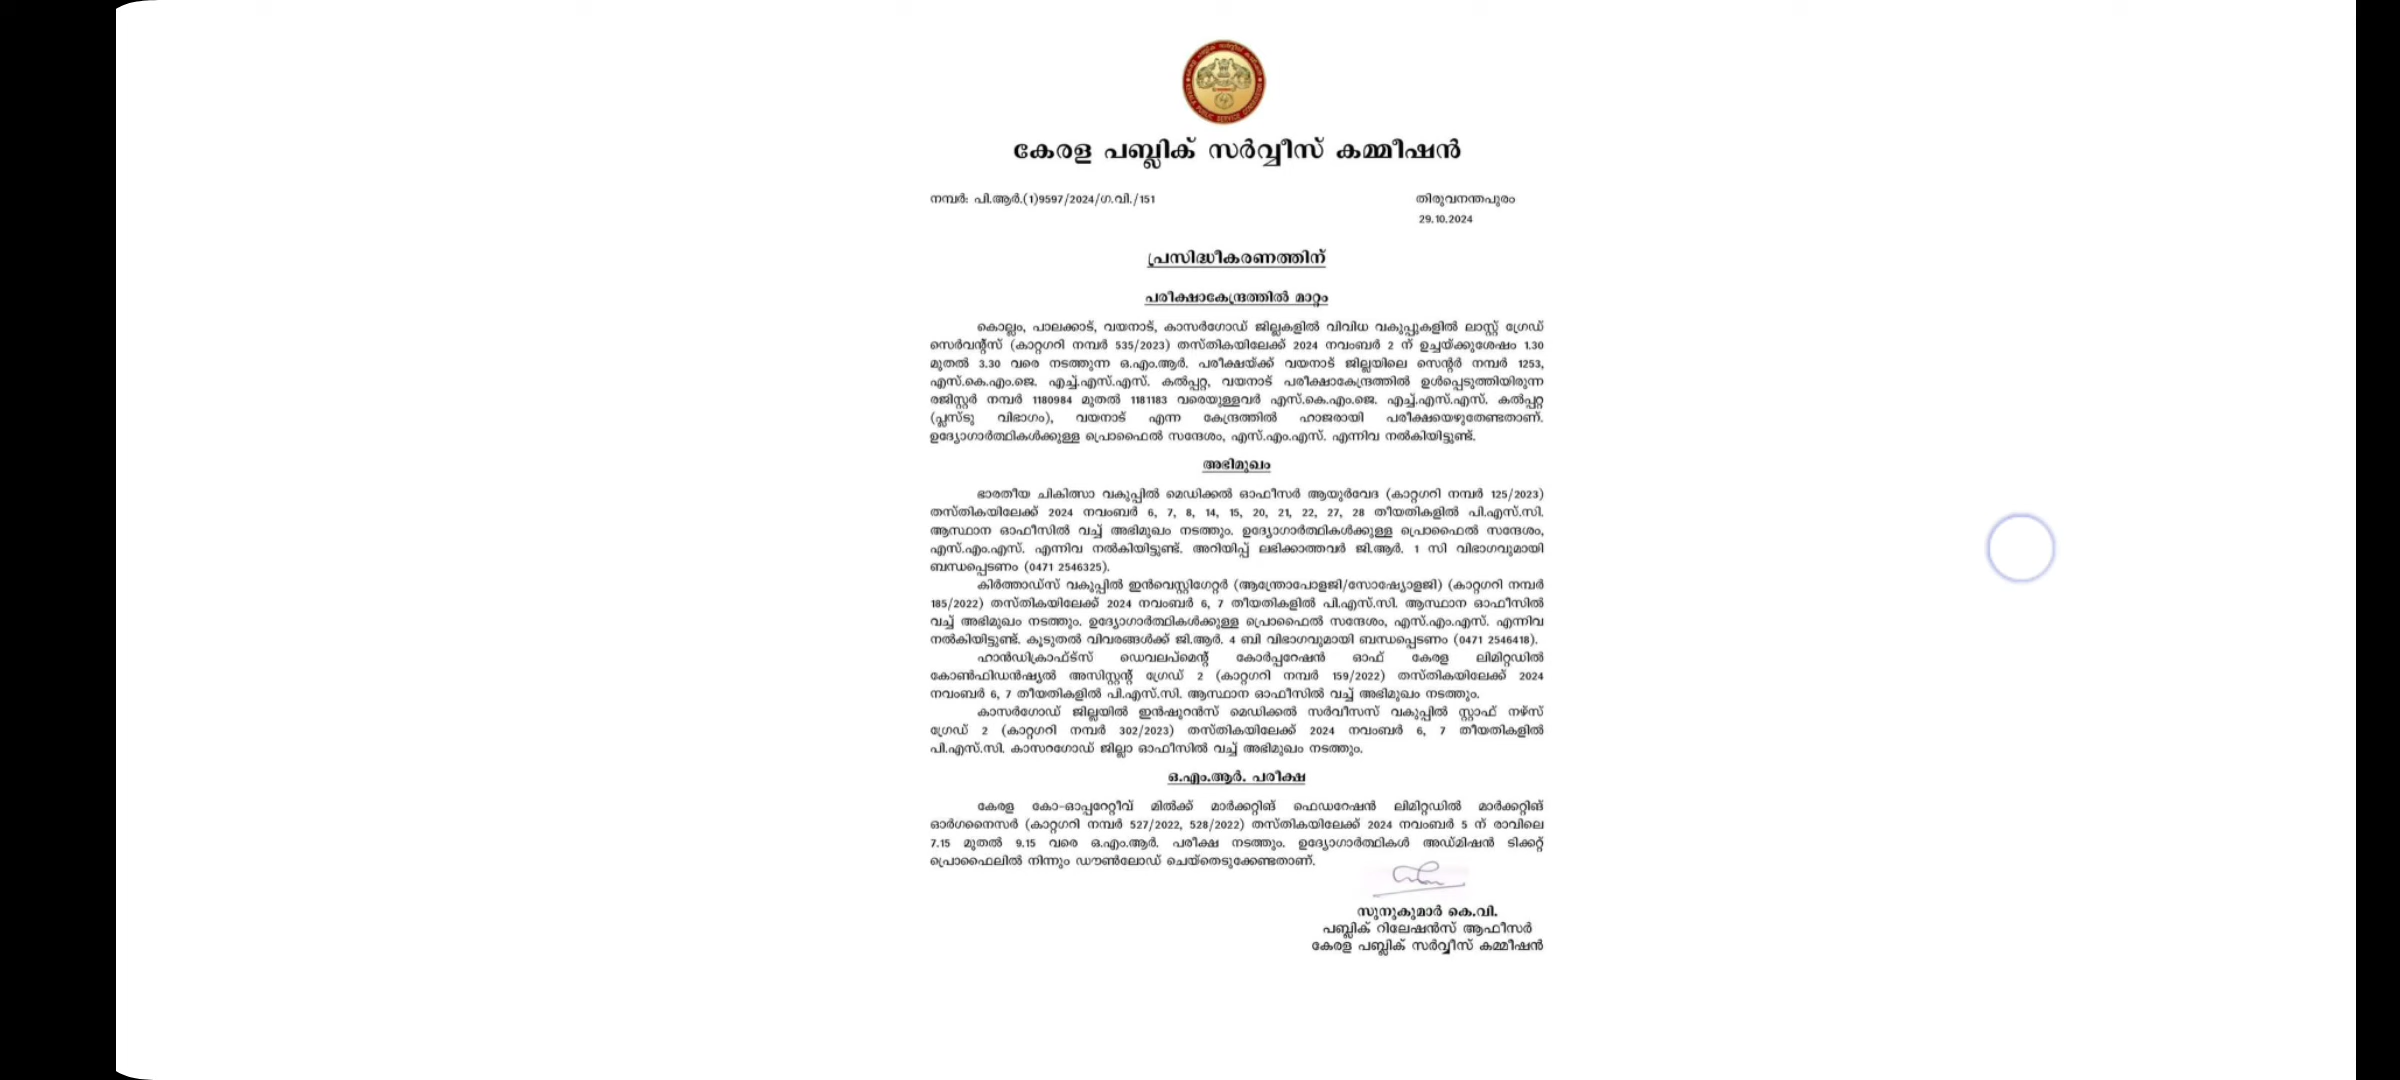 കേരള പബ്ലിക് സർവ്വീസ് കമ്മീഷൻ
നമ്പർ: പി.ആർ.(1)9597/2024/ഗ.വി./151
തിരുവനന്തപുരം
29.10.2024
പ്രസിദ്ധീകരണത്തിന്
പരീക്ഷാകേന്ദ്രത്തിൽ മാറ്റം
കൊല്ലം, പാലക്കാട്, വയനാട്, കാസർഗോഡ് ജില്ലകളിൽ വിവിധ വകുപ്പുകളിൽ ലാസ്റ്റ് ഗ്രേഡ്
സെർവന്റ്സ് (കാറ്റഗറി നമ്പർ 535/2023) തസ്തികയിലേക്ക് 2024 നവംബർ 2 ന് ഉച്ചയ്ക്കുശേഷം 1.30
മുതൽ 3.30 വരെ നടത്തുന്ന ഒ.എം.ആർ. പരീക്ഷയ്ക്ക് വയനാട് ജില്ലയിലെ സെന്റർ നമ്പർ 1253,
എസ്.കെ.എം.ജെ. എച്ച്.എസ്.എസ്. കൽപ്പറ്റ, വയനാട് പരീക്ഷാകേന്ദ്രത്തിൽ ഉൾപ്പെടുത്തിയിരുന്ന
രജിസ്റ്റർ നമ്പർ 1180984 മുതൽ 1181183 വരെയുള്ളവർ എസ്.കെ.എം.ജെ. എച്ച്.എസ്.എസ്. കൽപ്പറ്റ
(പ്ലസ്ടു വിഭാഗം), വയനാട് എന്ന കേന്ദ്രത്തിൽ ഹാജരായി പരീക്ഷയെഴുതേണ്ടതാണ്.
ഉദ്യോഗാർത്ഥികൾക്കുള്ള പ്രൊഫൈൽ സന്ദേശം, എസ്.എം.എസ്. എന്നിവ നൽകിയിട്ടുണ്ട്.
അഭിമുഖം
ഭാരതീയ ചികിത്സാ വകുപ്പിൽ മെഡിക്കൽ ഓഫീസർ ആയുർവേദ (കാറ്റഗറി നമ്പർ 125/2023)
തസ്തികയിലേക്ക് 2024 നവംബർ 6, 7, 8, 14, 15, 20, 21, 22, 27, 28 തീയതികളിൽ പി.എസ്.സി.
ആസ്ഥാന ഓഫീസിൽ വച്ച് അഭിമുഖം നടത്തും. ഉദ്യോഗാർത്ഥികൾക്കുള്ള പ്രൊഫൈൽ സന്ദേശം,
എസ്.എം.എസ്. എന്നിവ നൽകിയിട്ടുണ്ട്. അറിയിപ്പ് ലഭിക്കാത്തവർ ജി.ആർ. 1 സി വിഭാഗവുമായി
ബന്ധപ്പെടണം (0471 2546325).
കിർത്താഡ്സ് വകുപ്പിൽ ഇൻവെസ്റ്റിഗേറ്റർ (ആന്ത്രോപോളജി/സോഷ്യോളജി) (കാറ്റഗറി നമ്പർ
185/2022) തസ്തികയിലേക്ക് 2024 നവംബർ 6, 7 തീയതികളിൽ പി.എസ്.സി. ആസ്ഥാന ഓഫീസിൽ
വച്ച് അഭിമുഖം നടത്തും. ഉദ്യോഗാർത്ഥികൾക്കുള്ള പ്രൊഫൈൽ സന്ദേശം, എസ്.എം.എസ്. എന്നിവ
നൽകിയിട്ടുണ്ട്. കൂടുതൽ വിവരങ്ങൾക്ക് ജി.ആർ. 4 ബി വിഭാഗവുമായി ബന്ധപ്പെടണം (0471 2546418).
ഹാൻഡിക്രാഫ്ട്സ് ഡെവലപ്മെന്റ് കോർപ്പറേഷൻ ഓഫ് കേരള ലിമിറ്റഡിൽ
കോൺഫിഡൻഷ്യൽ അസിസ്റ്റന്റ് ഗ്രേഡ് 2 (കാറ്റഗറി നമ്പർ 159/2022) തസ്തികയിലേക്ക് 2024
നവംബർ 6, 7 തീയതികളിൽ പി.എസ്.സി. ആസ്ഥാന ഓഫീസിൽ വച്ച് അഭിമുഖം നടത്തും.
കാസർഗോഡ് ജില്ലയിൽ ഇൻഷുറൻസ് മെഡിക്കൽ സർവീസസ് വകുപ്പിൽ സ്റ്റാഫ് നഴ്സ്
ഗ്രേഡ് 2 (കാറ്റഗറി നമ്പർ 302/2023) തസ്തികയിലേക്ക് 2024 നവംബർ 6, 7 തീയതികളിൽ
പി.എസ്.സി. കാസറഗോഡ് ജില്ലാ ഓഫീസിൽ വച്ച് അഭിമുഖം നടത്തും.
ഒ.എം.ആർ. പരീക്ഷ
കേരള കോ-ഓപ്പറേറ്റീവ് മിൽക്ക് മാർക്കറ്റിങ് ഫെഡറേഷൻ ലിമിറ്റഡിൽ മാർക്കറ്റിങ്
ഓർഗനൈസർ (കാറ്റഗറി നമ്പർ 527/2022, 528/2022) തസ്തികയിലേക്ക് 2024 നവംബർ 5 ന് രാവിലെ
7.15 മുതൽ 9.15 വരെ ഒ.എം.ആർ. പരീക്ഷ നടത്തും. ഉദ്യോഗാർത്ഥികൾ അഡ്മിഷൻ ടിക്കറ്റ്
പ്രൊഫൈലിൽ നിന്നും ഡൗൺലോഡ് ചെയ്തെടുക്കേണ്ടതാണ്.
സുനുകുമാർ കെ.വി.
പബ്ലിക് റിലേഷൻസ് ആഫീസർ
കേരള പബ്ലിക് സർവ്വീസ് കമ്മീഷൻ